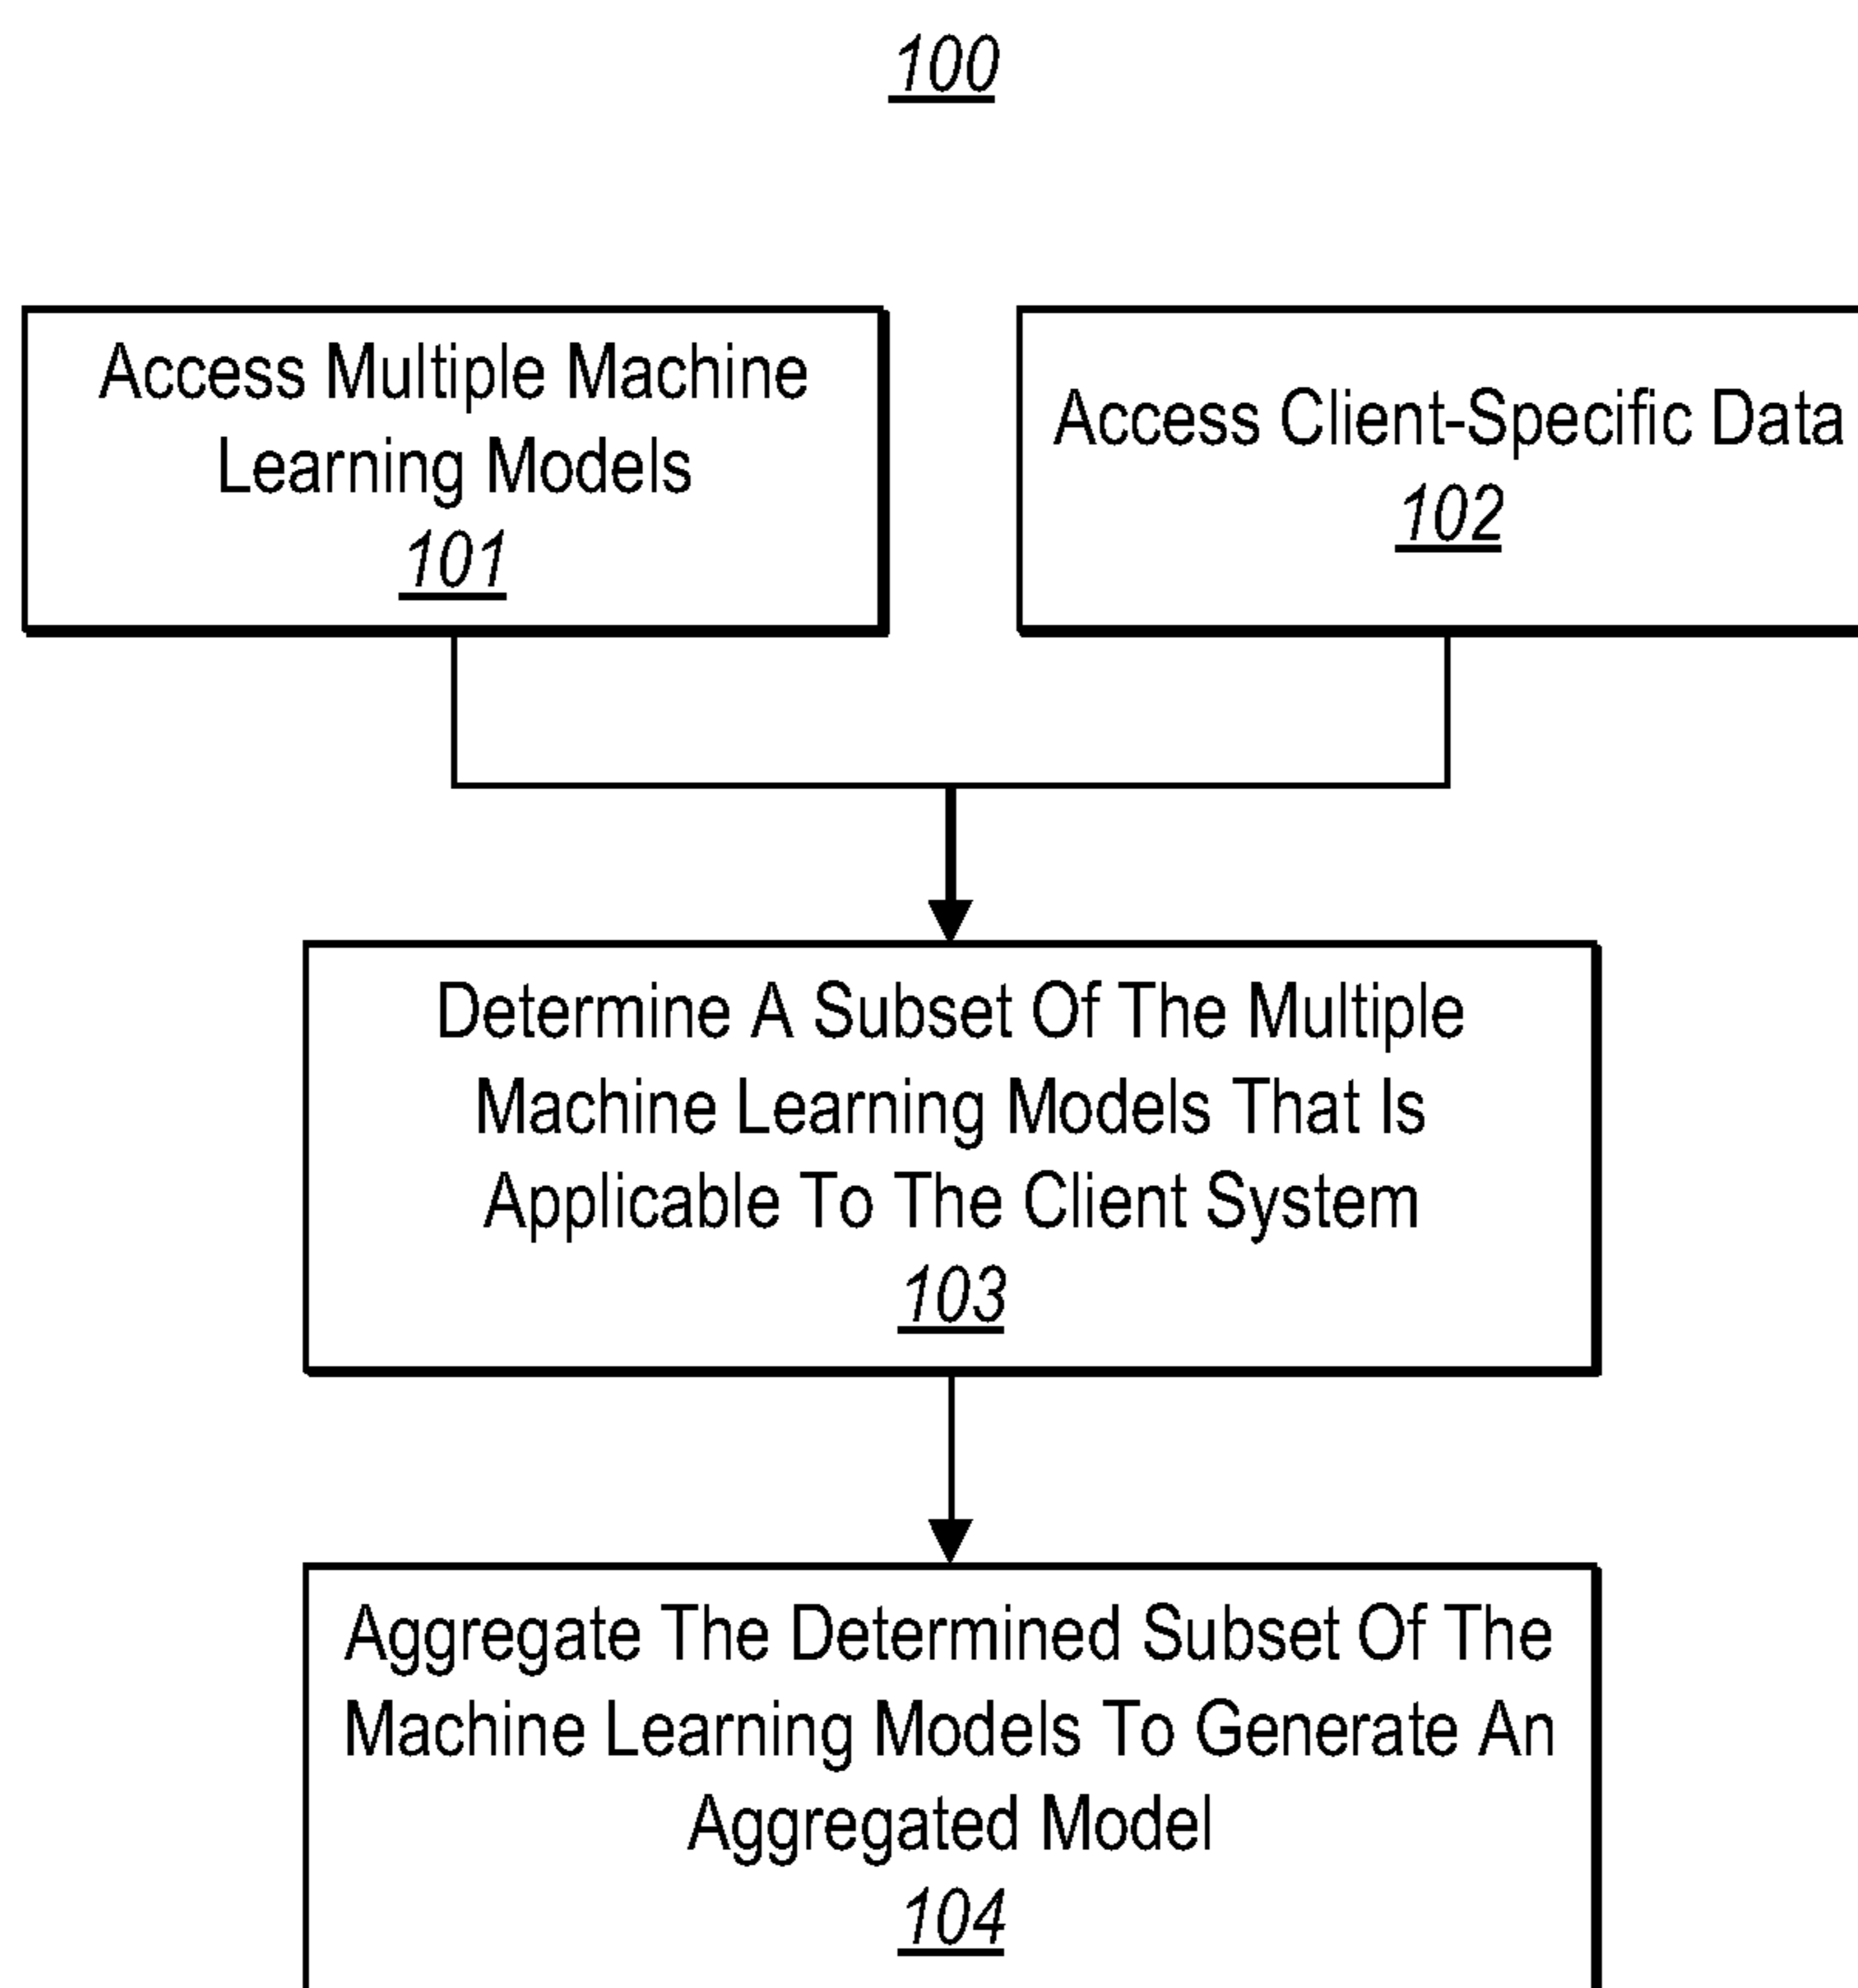 100
Access Multiple Machine
Learning Models
101
Access Client-Specific Data
102
Determine A Subset Of The Multiple
Machine Learning Models That Is
Applicable To The Client System
103
Aggregate The Determined Subset Of The
Machine Learning Models To Generate An
Aggregated Model
104